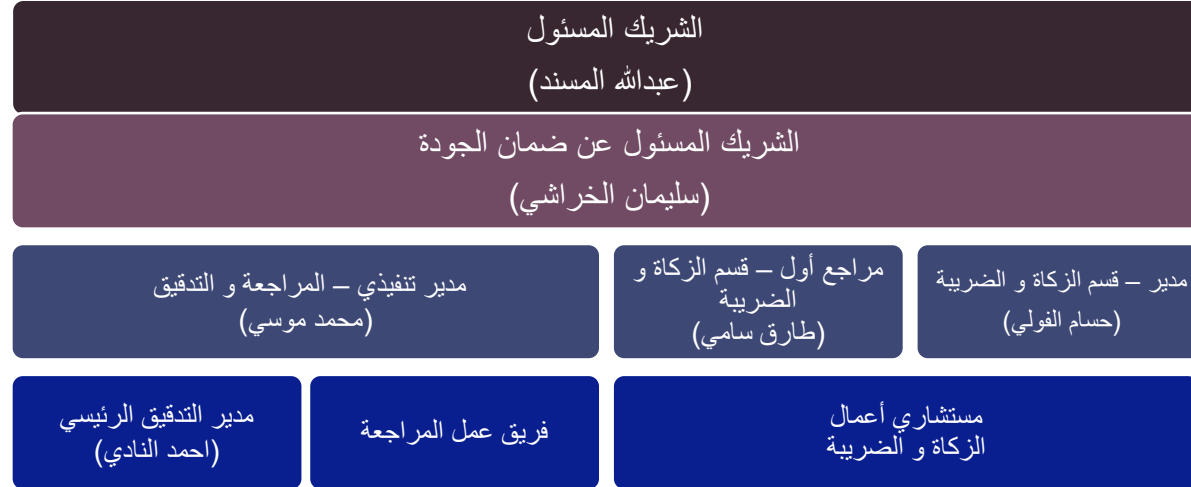 الشريك المسئول
(عبدالله المسند)
الشريك المسئول عن ضمان الجودة
(سليمان الخراشي)
مدير – قسم الزكاة و الضريبة
(حسام الفولي)
مراجع أول – قسم الزكاة و
الضريبة
(طارق سامي)
مدير تنفيذي – المراجعة و التدقيق
(محمد موسي)
مستشاري أعمال
الزكاة و الضريبة
فريق عمل المراجعة
مدير التدقيق الرئيسي
(احمد النادي)